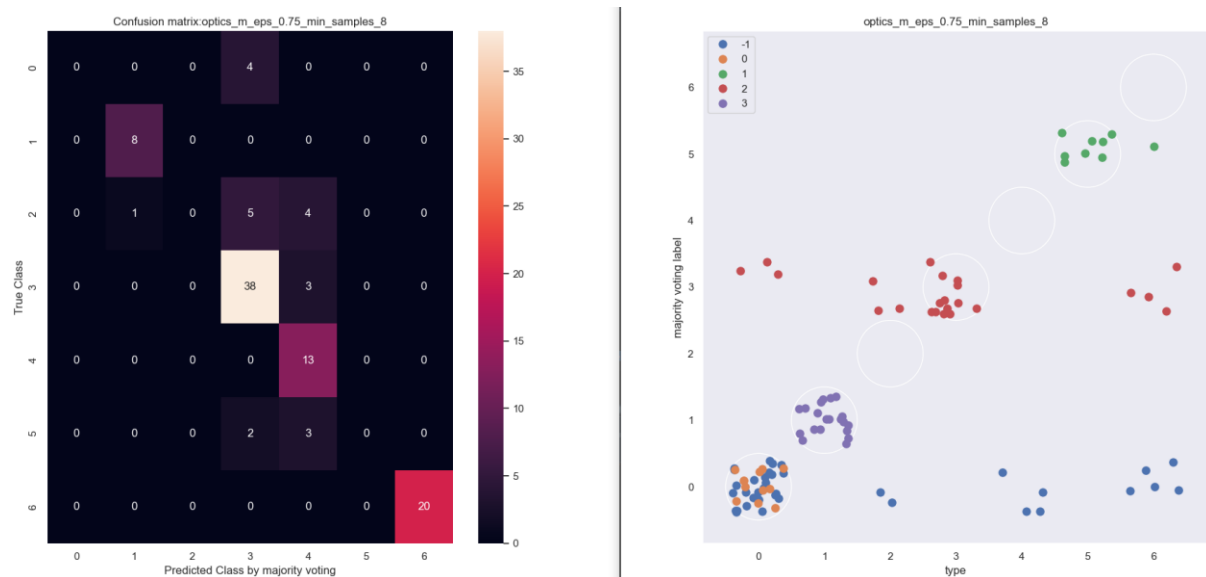 Confusion matrix:optics_m_eps_0.75_min_samples_8
True Class
0 0 0 0 4 0 0 0
1 0 8 0 0 0 0 0
2 0 1 0 5 4 0 0
3 0 0 0 38 3 0 0
4 0 0 0 0 13 0 0
5 0 0 0 2 3 0 0
6 0 0 0 0 0 0 20
0 1 2 3 4 5 6
Predicted Class by majority voting
35
30
25
20
15
10
5
0
optics_m_eps_0.75_min_samples_8
-1
0
1
2
3
majority voting label
6
5
4
3
2
1
0
0 1 2 3 4 5 6
type